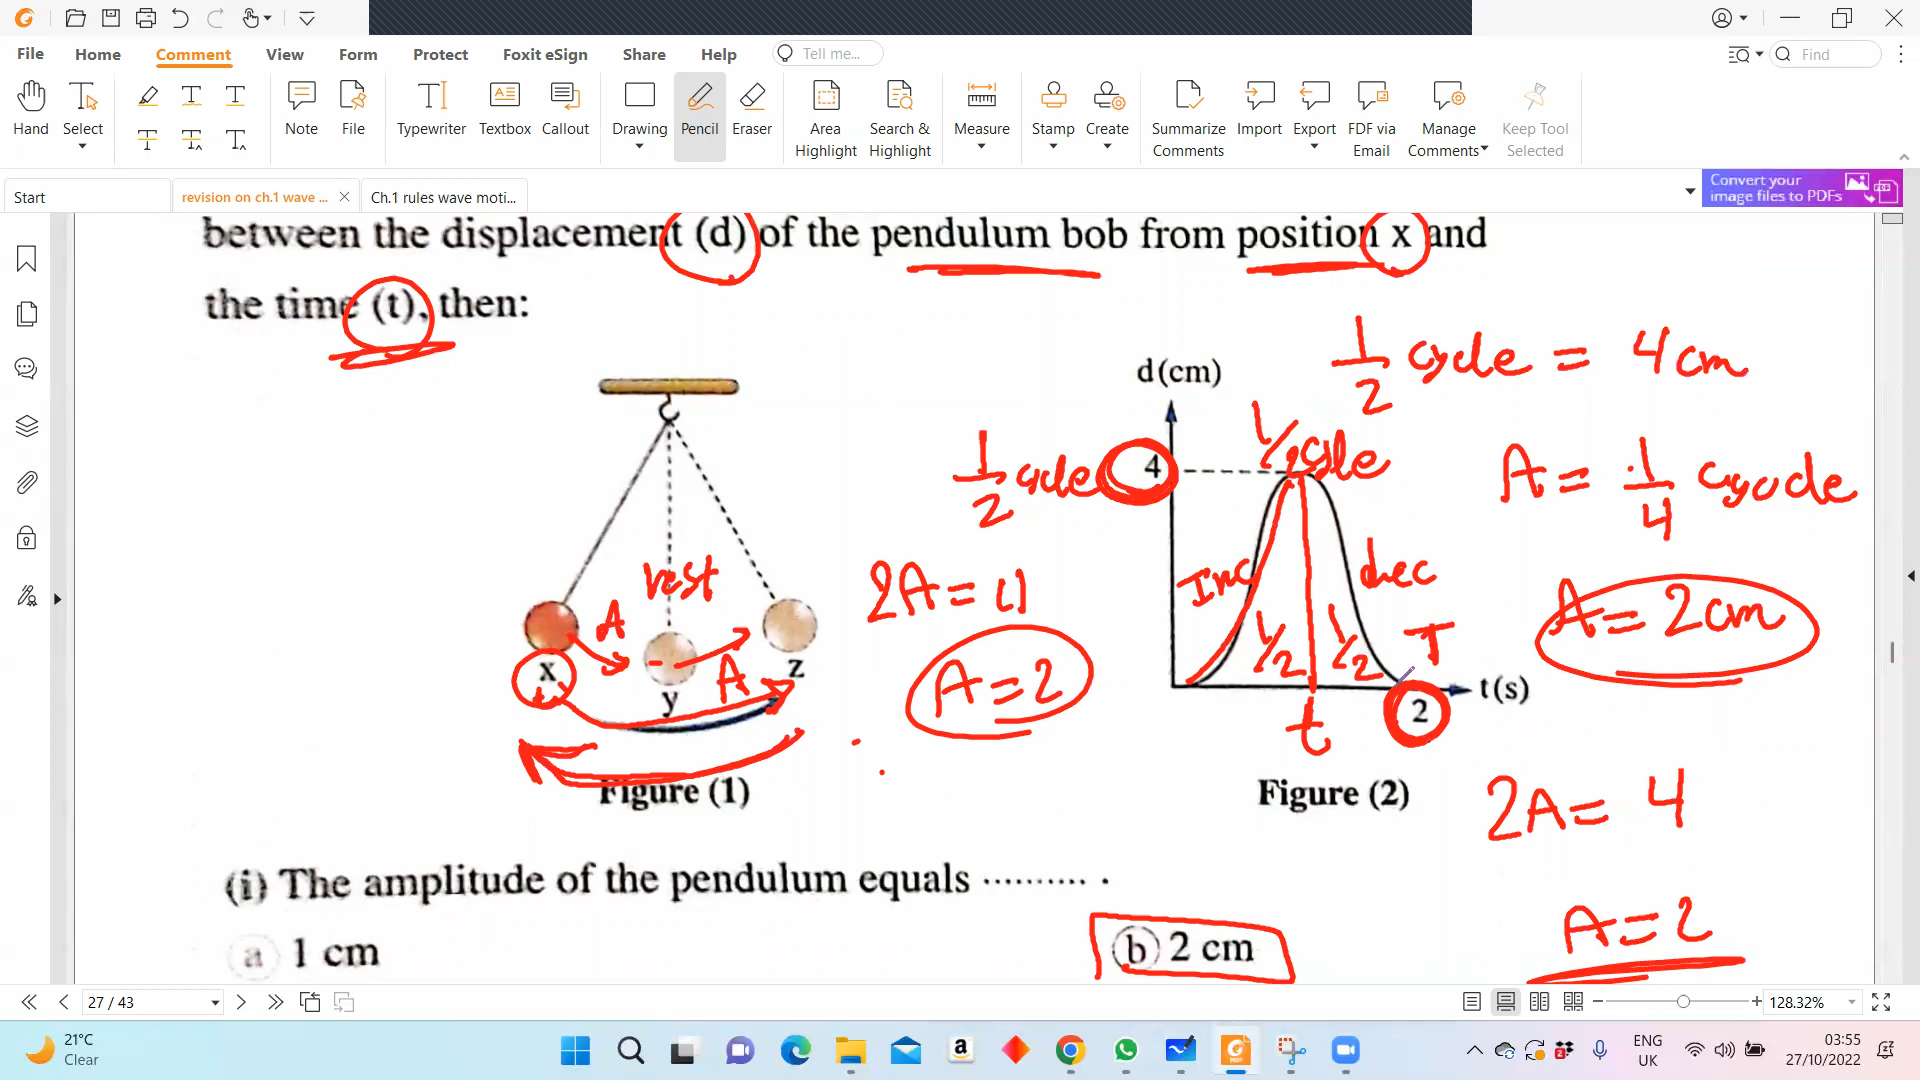 File Home Comment View Form Protect Foxit eSign Share Help Tell me... Find
Hand Select Note File Typewriter Textbox Callout Drawing Pencil Eraser Area Highlight Search & Highlight Measure Stamp Create Summarize Comments Import Export FDF via Email Manage Comments Keep Tool Selected
Start revision on ch.1 wave ... Ch.1 rules wave moti...
Convert your
image files to PDFs
between the displacement (d) of the pendulum bob from position x and
the time (t), then:
1/2 cycle = 4cm
d(cm)
1/2 cycle 4
1/2 cycle
A = 1/4 cycle
rest
A
Inc
dec
2A = 4
A = 2cm
1/2 1/2 T
x y z
A
A = 2
2 t(s)
t
Figure (1)
Figure (2)
2A = 4
(i) The amplitude of the pendulum equals .......... .
A = 2
a 1 cm
b 2 cm
27 / 43
128.32%
21°C
Clear
ENG
UK
03:55
27/10/2022